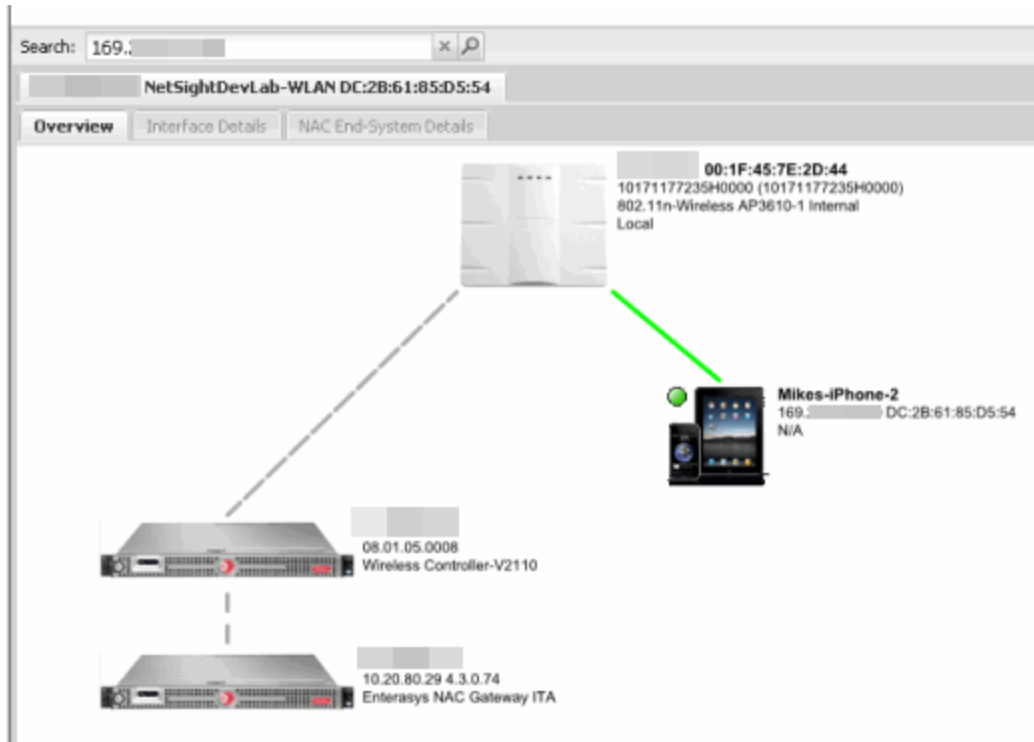 Search: 169.
NetSightDevLab-WLAN DC:2B:61:85:D5:54
Overview Interface Details NAC End-System Details
00:1F:45:7E:2D:44
10171177235H0000 (10171177235H0000)
802.11n-Wireless AP3610-1 Internal
Local
Mikes-iPhone-2
169. DC:2B:61:85:D5:54
N/A
08.01.05.0008
Wireless Controller-V2110
10.20.80.29 4.3.0.74
Enterasys NAC Gateway ITA